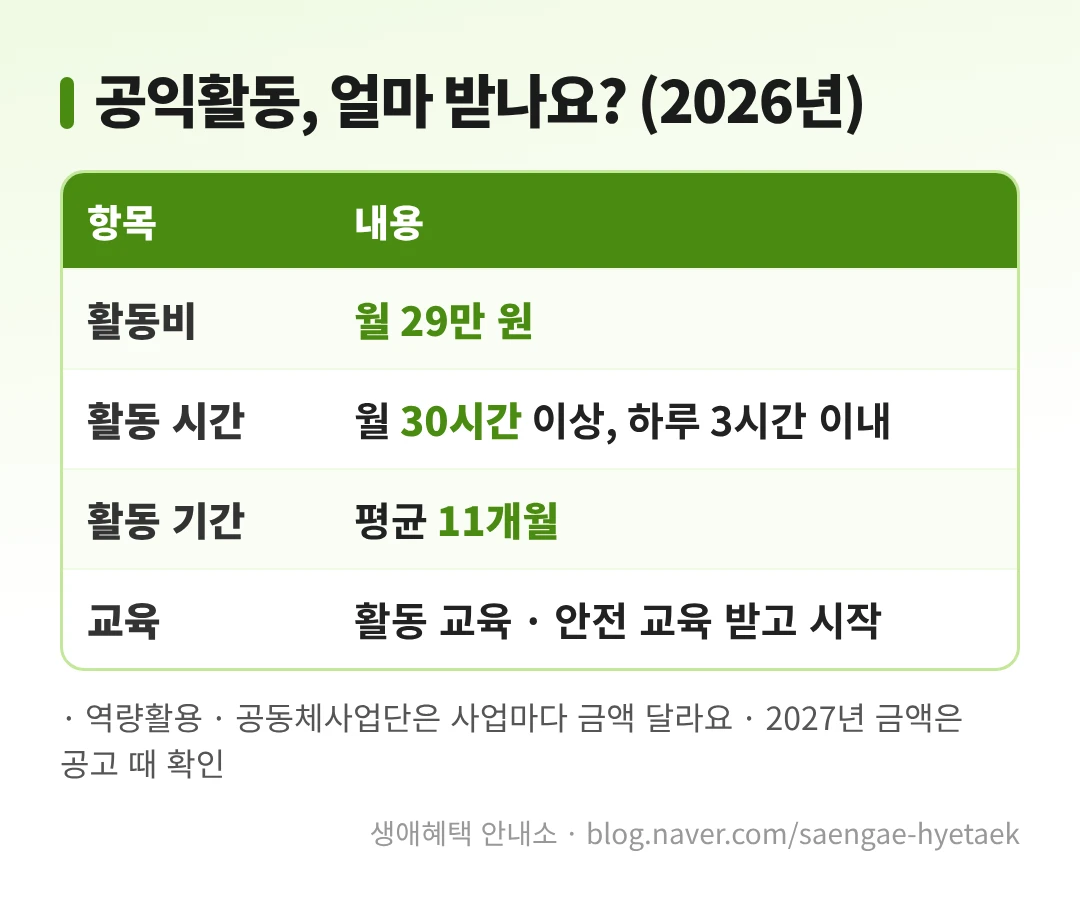 공익활동, 얼마 받나요? (2026년)
항목 내용
활동비 월 29만 원
활동 시간 월 30시간 이상, 하루 3시간 이내
활동 기간 평균 11개월
교육 활동 교육 · 안전 교육 받고 시작
· 역량활용 · 공동체사업단은 사업마다 금액 달라요 · 2027년 금액은
공고 때 확인
생애혜택 안내소 · blog.naver.com/saengae-hyetaek